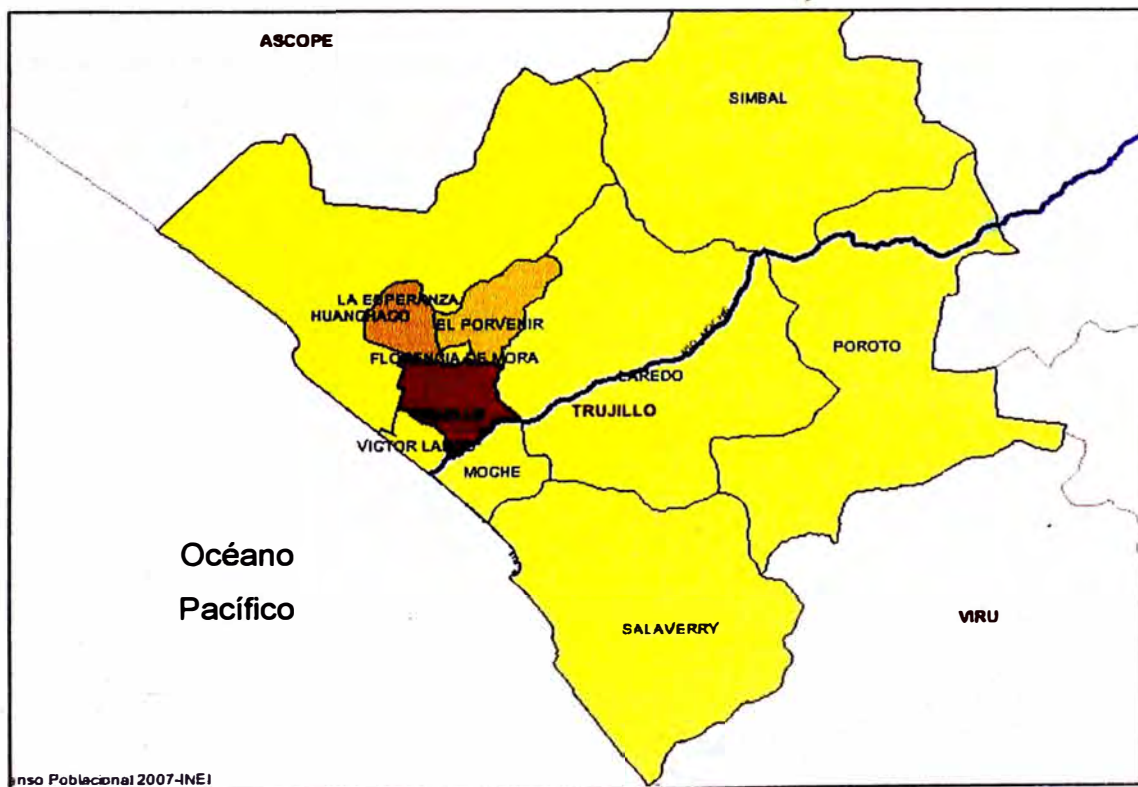 ASCOPE
SIMBAL
LA ESPERANZA
HUANCHACO
EL PORVENIR
FLORENCIA DE MORA
POROTO
LAREDO
TRUJILLO
VICTOR
MOCHE
Océano
Pacífico
SALAVERRY
VIRU
nso Poblacional 2007-INEI